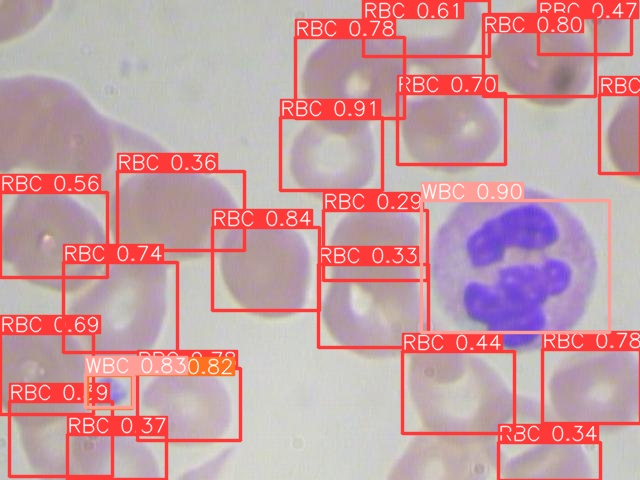 RBC 0.61
RBC 0.47
RBC 0.78
RBC 0.80
RBC 0.70
RBC
RBC 0.91
RBC 0.36
RBC 0.56
WBC 0.90
RBC 0.29
RBC 0.84
RBC 0.74
RBC 0.33
RBC 0.69
RBC 0.44
RBC 0.78
WBC 0.83
0.82
RBC
RBC 0.37
RBC 0.34